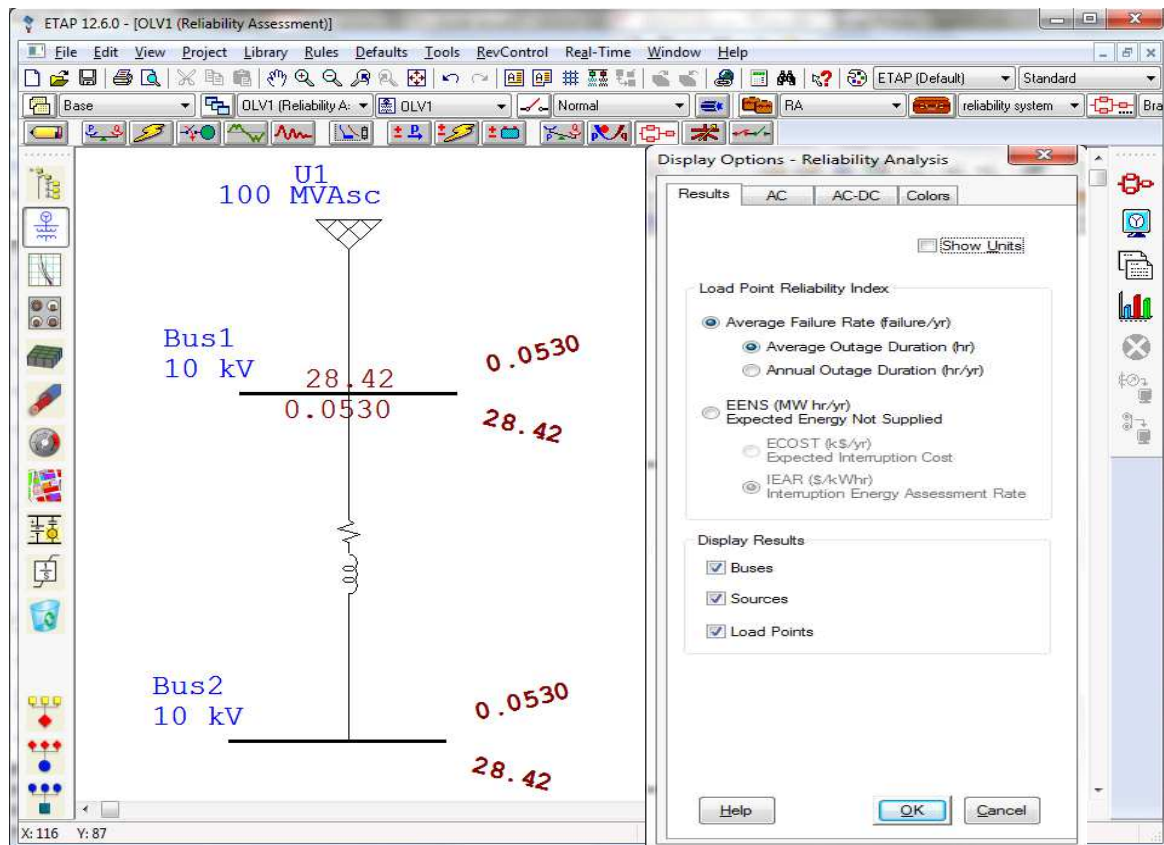 ETAP 12.6.0 - [OLV1 (Reliability Assessment)]
File Edit View Project Library Rules Defaults Tools RevControl Real-Time Window Help
ETAP (Default) Standard
Base OLV1 (Reliability A: OLV1 Normal RA reliability system Bra
U1
100 MVAsc
Bus1
10 kV
28.42
0.0530
0.0530
28.42
Bus2
10 kV
0.0530
28.42
X: 116 Y: 87
Display Options - Reliability Analysis
Results AC AC-DC Colors
Show Units
Load Point Reliability Index
Average Failure Rate (failure/yr)
Average Outage Duration (hr)
Annual Outage Duration (hr/yr)
EENS (MW hr/yr)
Expected Energy Not Supplied
ECOST (k$/yr)
Expected Interruption Cost
IEAR ($/kWhr)
Interruption Energy Assessment Rate
Display Results
Buses
Sources
Load Points
Help OK Cancel